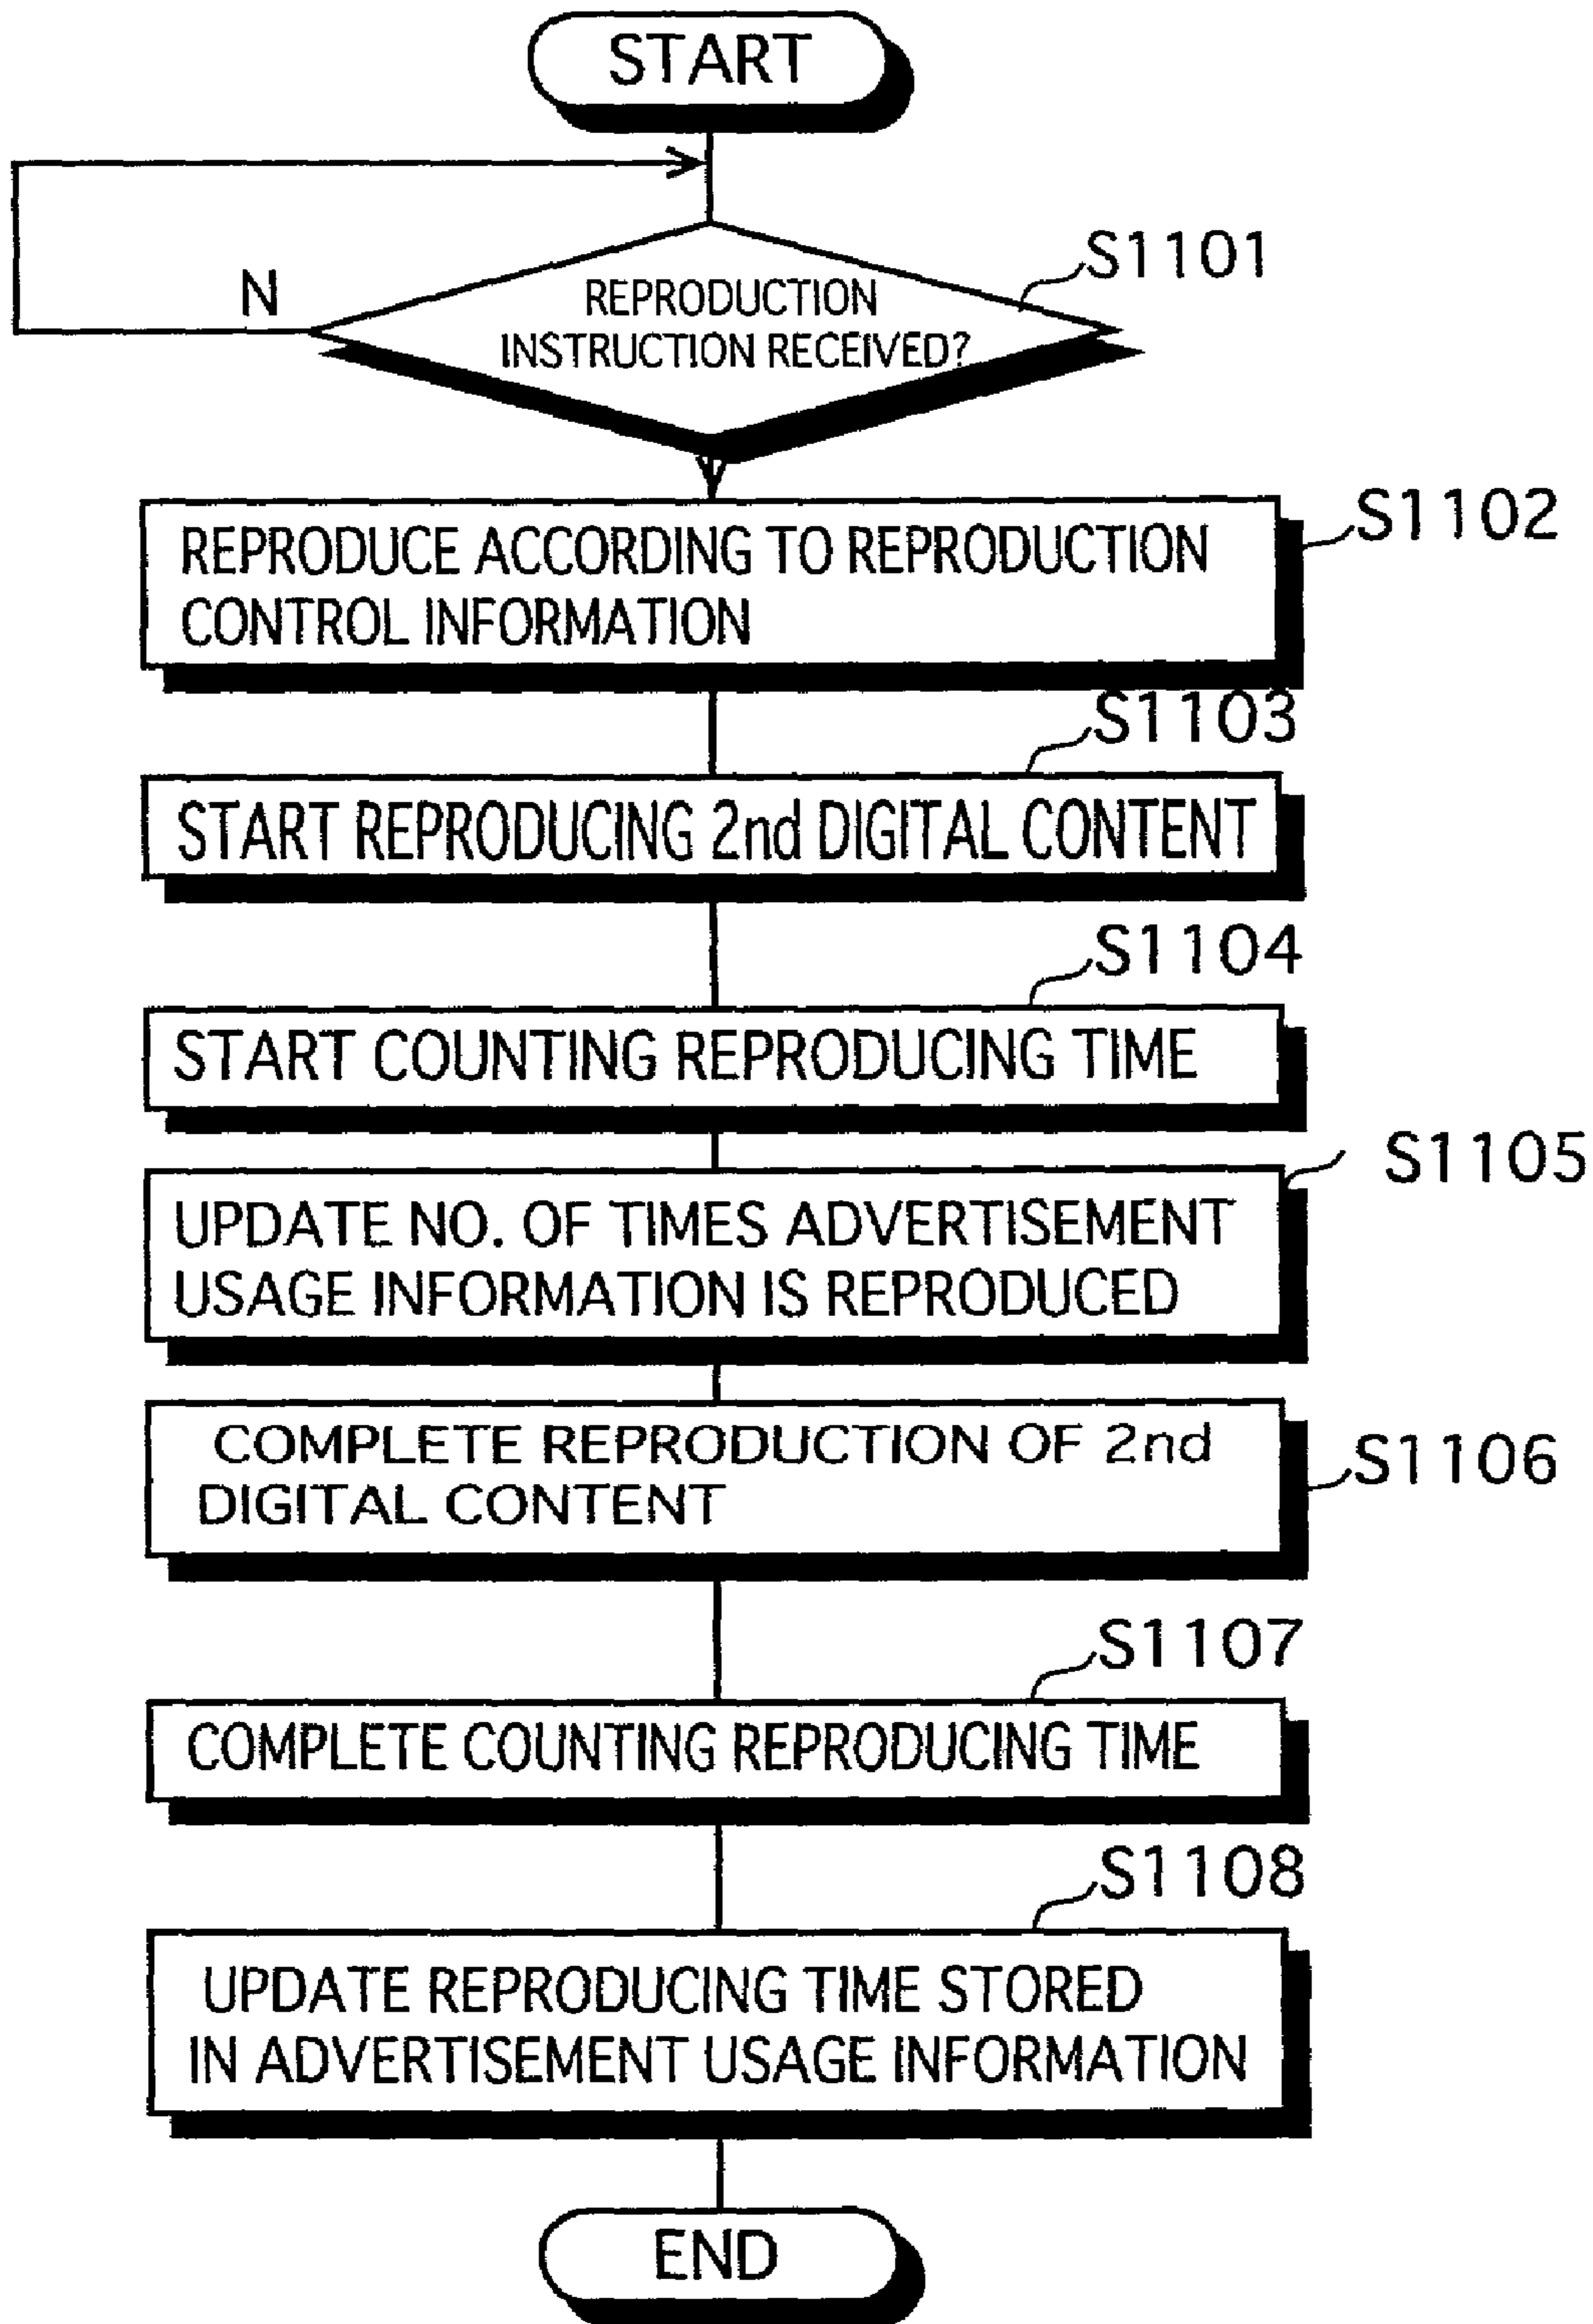 START
N
S1101
REPRODUCTION
INSTRUCTION RECEIVED?
S1102
REPRODUCE ACCORDING TO REPRODUCTION
CONTROL INFORMATION
S1103
START REPRODUCING 2nd DIGITAL CONTENT
S1104
START COUNTING REPRODUCING TIME
S1105
UPDATE NO. OF TIMES ADVERTISEMENT
USAGE INFORMATION IS REPRODUCED
COMPLETE REPRODUCTION OF 2nd
DIGITAL CONTENT
S1106
S1107
COMPLETE COUNTING REPRODUCING TIME
S1108
UPDATE REPRODUCING TIME STORED
IN ADVERTISEMENT USAGE INFORMATION
END